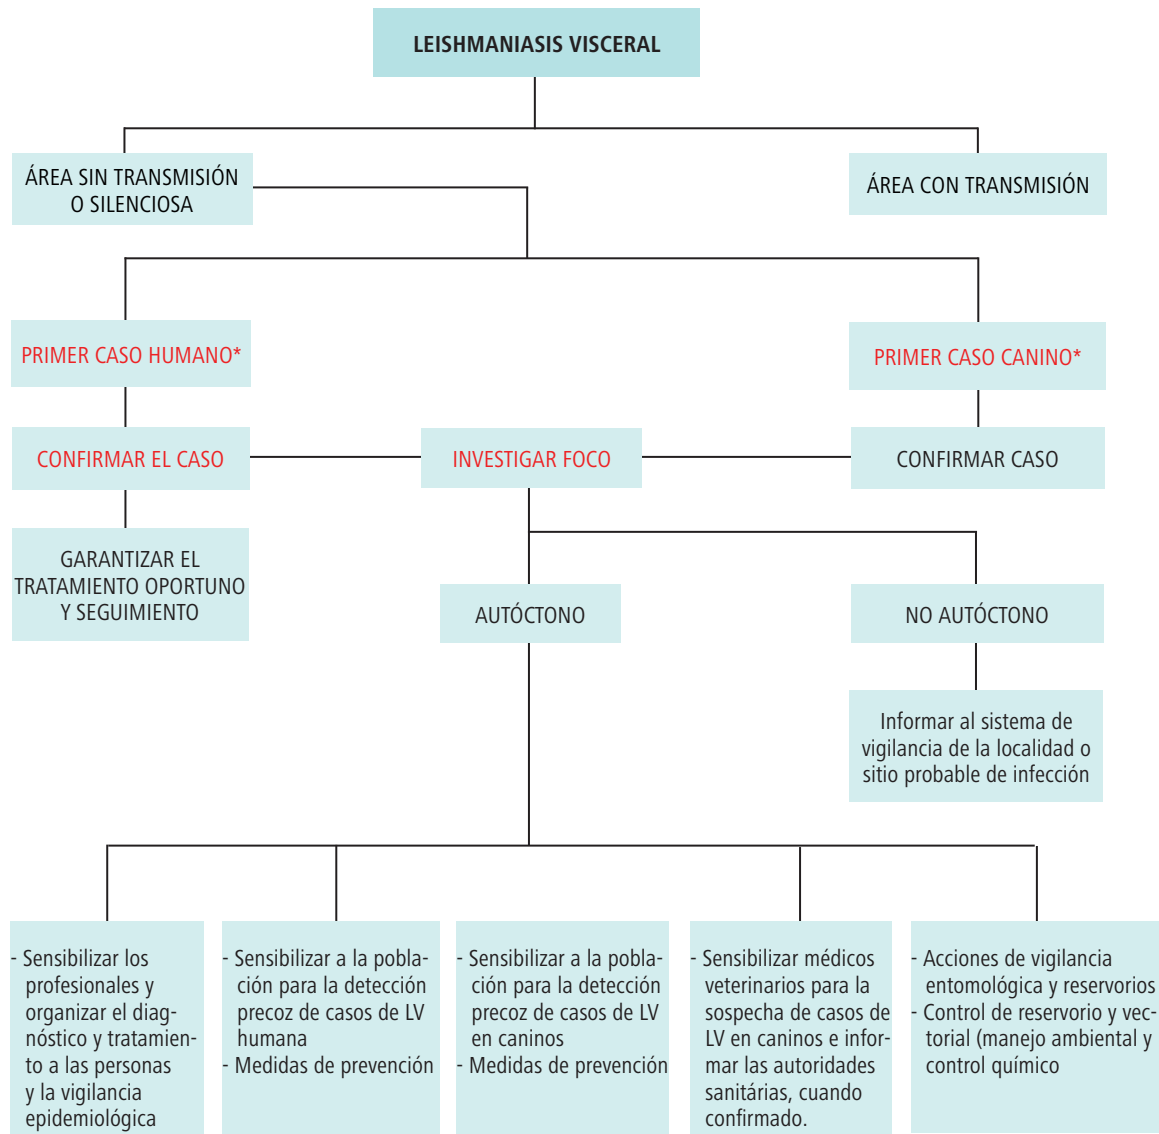 LEISHMANIASIS VISCERAL
ÁREA SIN TRANSMISIÓN
O SILENCIOSA
ÁREA CON TRANSMISIÓN
PRIMER CASO HUMANO*
PRIMER CASO CANINO*
CONFIRMAR EL CASO
INVESTIGAR FOCO
CONFIRMAR CASO
GARANTIZAR EL
TRATAMIENTO OPORTUNO
Y SEGUIMIENTO
AUTÓCTONO
NO AUTÓCTONO
Informar al sistema de
vigilancia de la localidad o
sitio probable de infección
- Sensibilizar los
profesionales y
organizar el diag-
nóstico y tratamien-
to a las personas
y la vigilancia
epidemiológica
- Sensibilizar a la pobla-
ción para la detección
precoz de casos de LV
humana
- Medidas de prevención
- Sensibilizar a la pobla-
ción para la detección
precoz de casos de LV
en caninos
- Medidas de prevención
- Sensibilizar médicos
veterinarios para la
sospecha de casos de
LV en caninos e infor-
mar las autoridades
sanitárias, cuando
confirmado.
- Acciones de vigilancia
entomológica y reservorios
- Control de reservorio y vec-
torial (manejo ambiental y
control químico